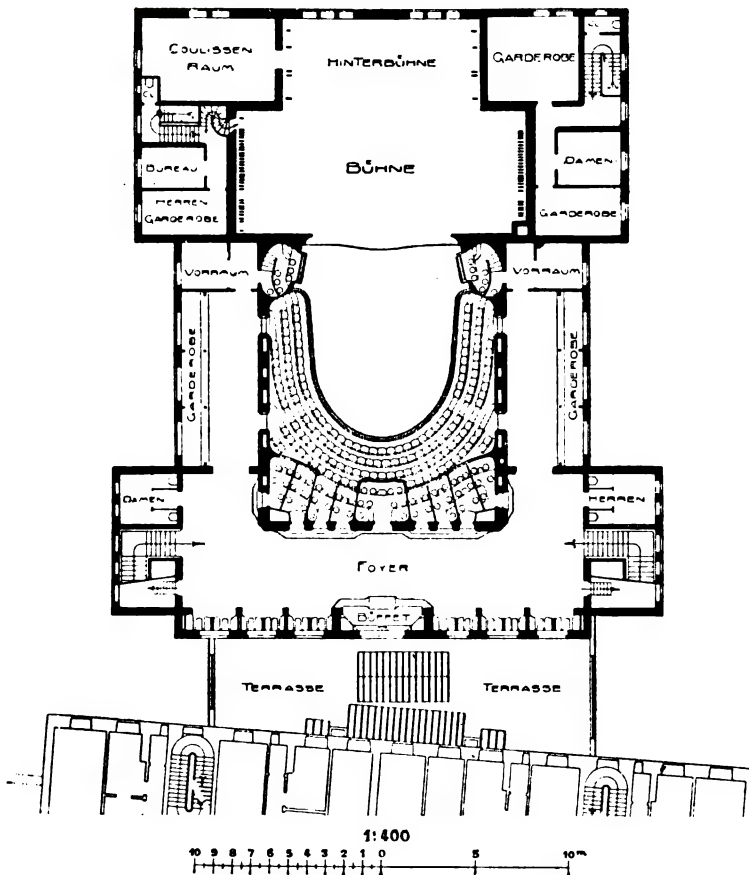 COULISSEN
RAUM
HINTERBÜHNE
GARDEROBE
BÜHNE
BUREAU
DAMEN
HERREN
GARDEROBE
GARDEROBE
VORRAUM
VORRAUM
GARDEROBE
GARDEROBE
DAMEN
HERREN
FOYER
BÜFFET
TERRASSE
TERRASSE
1:400
10 9 8 7 6 5 4 3 2 1 0 5 10 m